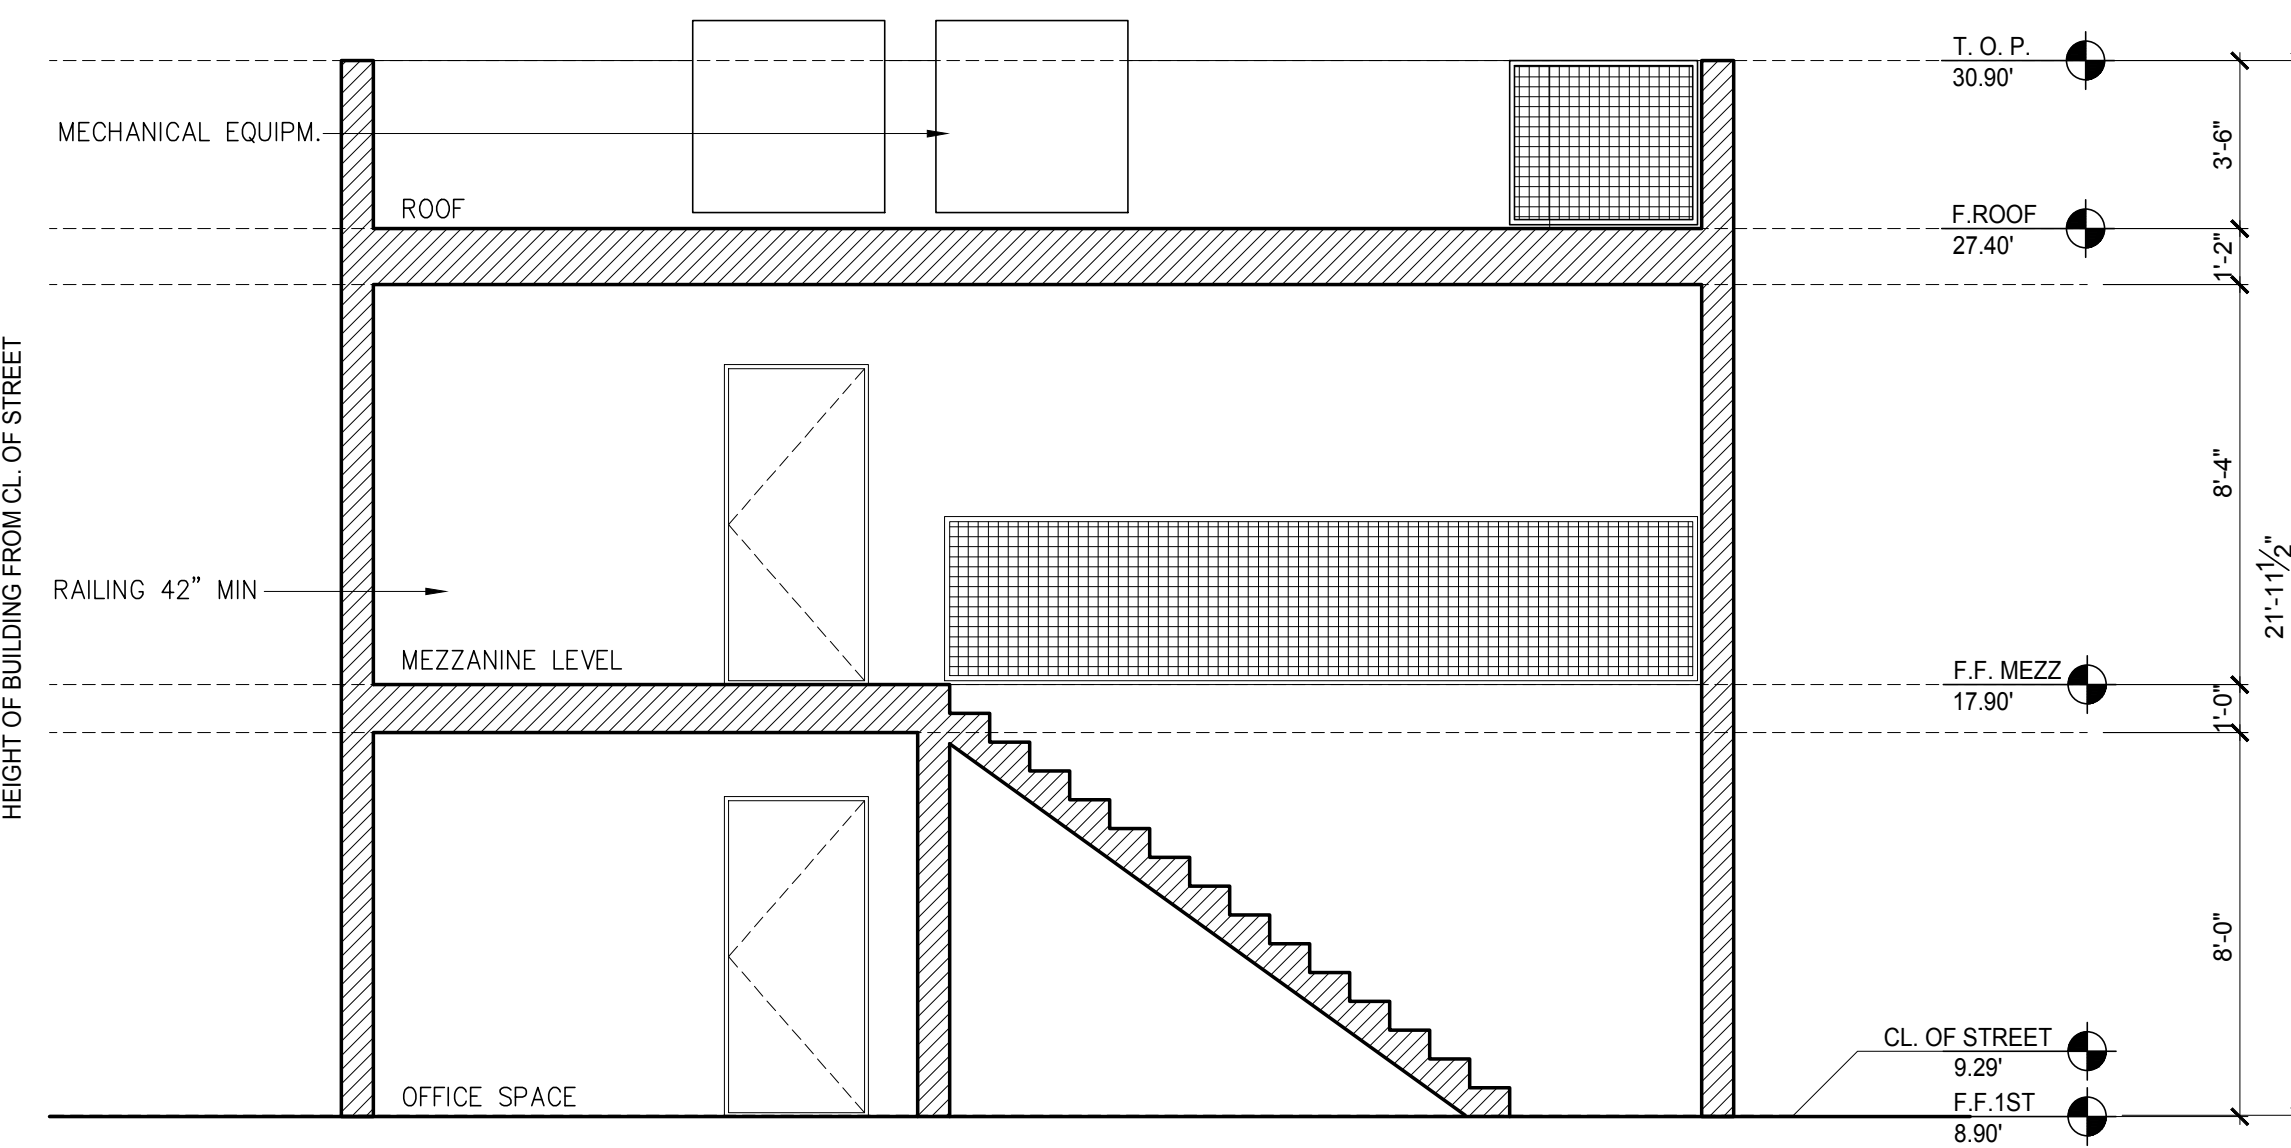 T. O. P.
30.90'
MECHANICAL EQUIPM.
3'-6"
ROOF
F.ROOF
27.40'
1'-2"
HEIGHT OF BUILDING FROM CL. OF STREET
8'-4"
21'-11½"
RAILING 42” MIN
MEZZANINE LEVEL
F.F. MEZZ
17.90'
1'-0"
8'-0"
CL. OF STREET
9.29'
OFFICE SPACE
F.F.1ST
8.90'